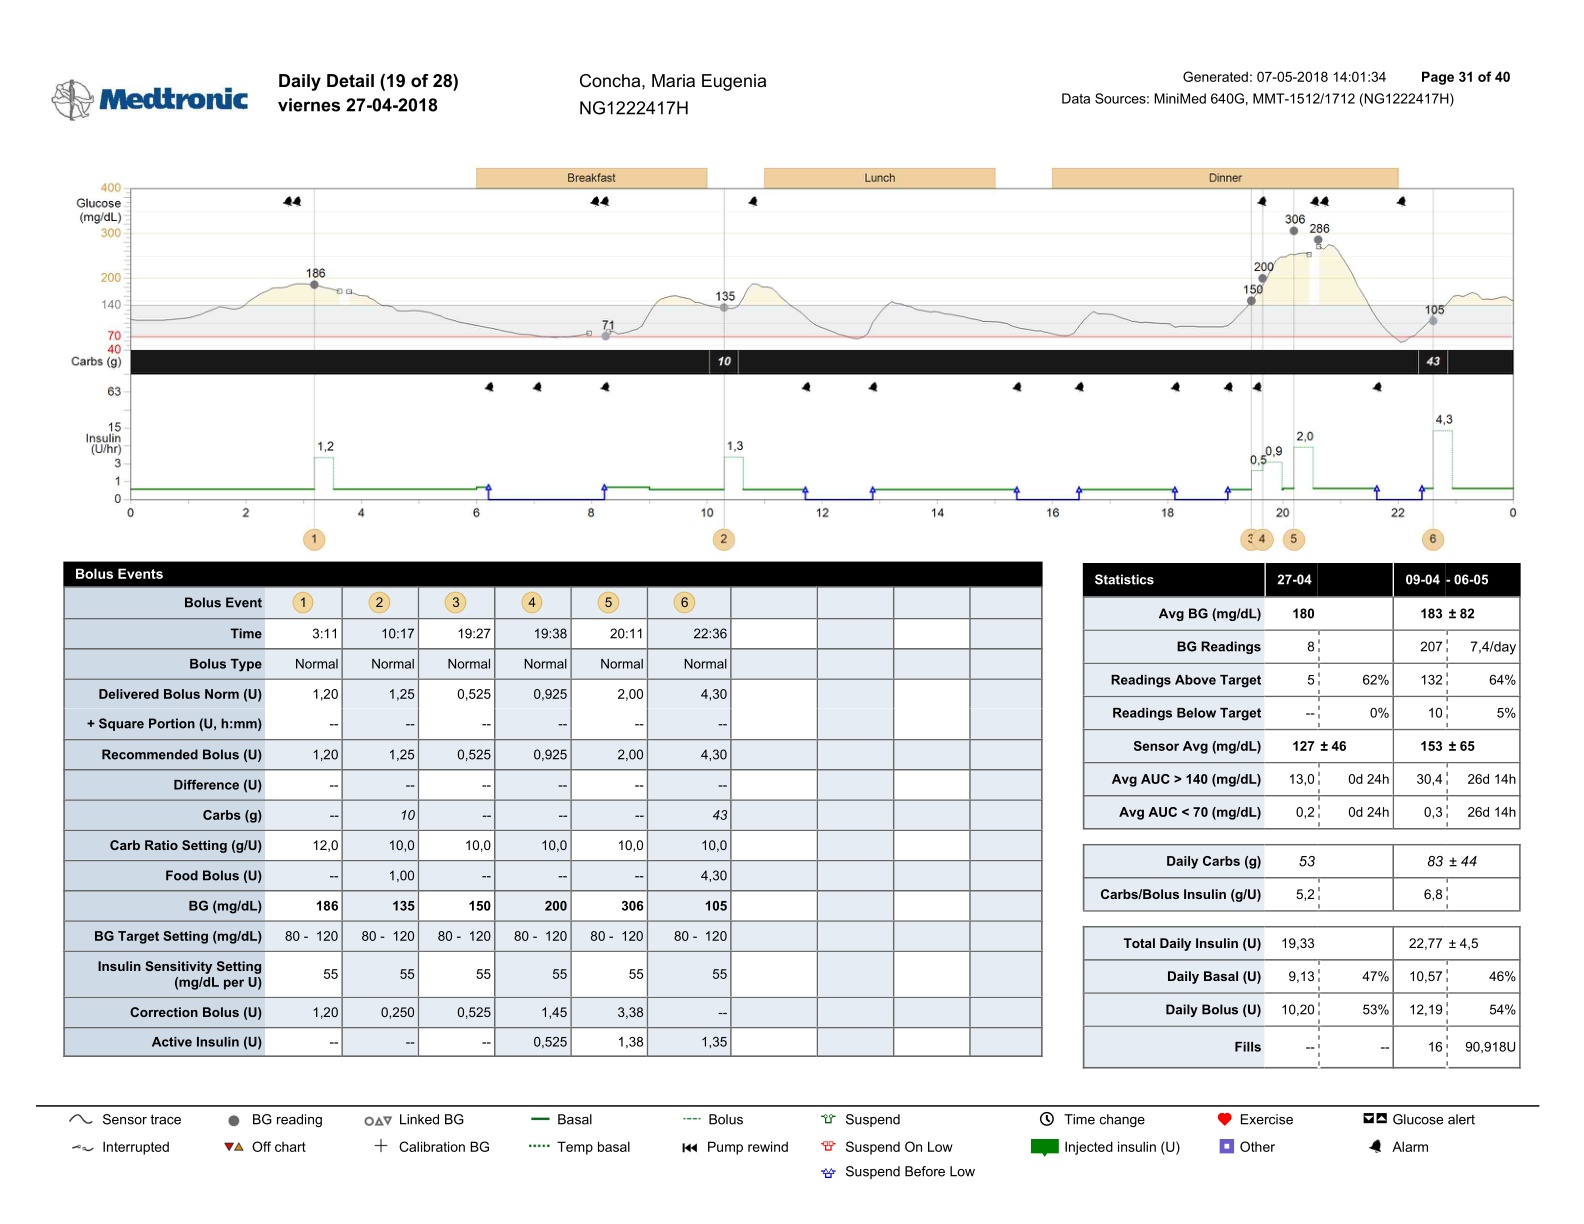 Medtronic
Daily Detail (19 of 28)
viernes 27-04-2018
Concha, Maria Eugenia
NG1222417H
Generated: 07-05-2018 14:01:34 Page 31 of 40
Data Sources: MiniMed 640G, MMT-1512/1712 (NG1222417H)
Breakfast Lunch Dinner
400
Glucose
(mg/dL)
300
200
140
70
40
186
71
135
150
200
306
286
105
Carbs (g) 10 43
63
15
Insulin
(U/hr)
3
1
0
1,2
1,3
0,5
0,9
2,0
4,3
0 2 4 6 8 10 12 14 16 18 20 22 0
1 2 3 4 5 6
Bolus Events
Bolus Event 1 2 3 4 5 6
Time 3:11 10:17 19:27 19:38 20:11 22:36
Bolus Type Normal Normal Normal Normal Normal Normal
Delivered Bolus Norm (U) 1,20 1,25 0,525 0,925 2,00 4,30
+ Square Portion (U, h:mm) -- -- -- -- -- --
Recommended Bolus (U) 1,20 1,25 0,525 0,925 2,00 4,30
Difference (U) -- -- -- -- -- --
Carbs (g) -- 10 -- -- -- 43
Carb Ratio Setting (g/U) 12,0 10,0 10,0 10,0 10,0 10,0
Food Bolus (U) -- 1,00 -- -- -- 4,30
BG (mg/dL) 186 135 150 200 306 105
BG Target Setting (mg/dL) 80 - 120 80 - 120 80 - 120 80 - 120 80 - 120 80 - 120
Insulin Sensitivity Setting
(mg/dL per U) 55 55 55 55 55 55
Correction Bolus (U) 1,20 0,250 0,525 1,45 3,38 --
Active Insulin (U) -- -- -- 0,525 1,38 1,35
Statistics 27-04 09-04 - 06-05
Avg BG (mg/dL) 180 183 ± 82
BG Readings 8 207 7,4/day
Readings Above Target 5 62% 132 64%
Readings Below Target -- 0% 10 5%
Sensor Avg (mg/dL) 127 ± 46 153 ± 65
Avg AUC > 140 (mg/dL) 13,0 0d 24h 30,4 26d 14h
Avg AUC < 70 (mg/dL) 0,2 0d 24h 0,3 26d 14h
Daily Carbs (g) 53 83 ± 44
Carbs/Bolus Insulin (g/U) 5,2 6,8
Total Daily Insulin (U) 19,33 22,77 ± 4,5
Daily Basal (U) 9,13 47% 10,57 46%
Daily Bolus (U) 10,20 53% 12,19 54%
Fills -- -- 16 90,918U
Sensor trace BG reading Linked BG Basal Bolus Suspend Time change Exercise Glucose alert
Interrupted Off chart Calibration BG Temp basal Pump rewind Suspend On Low Injected insulin (U) Other Alarm
Suspend Before Low